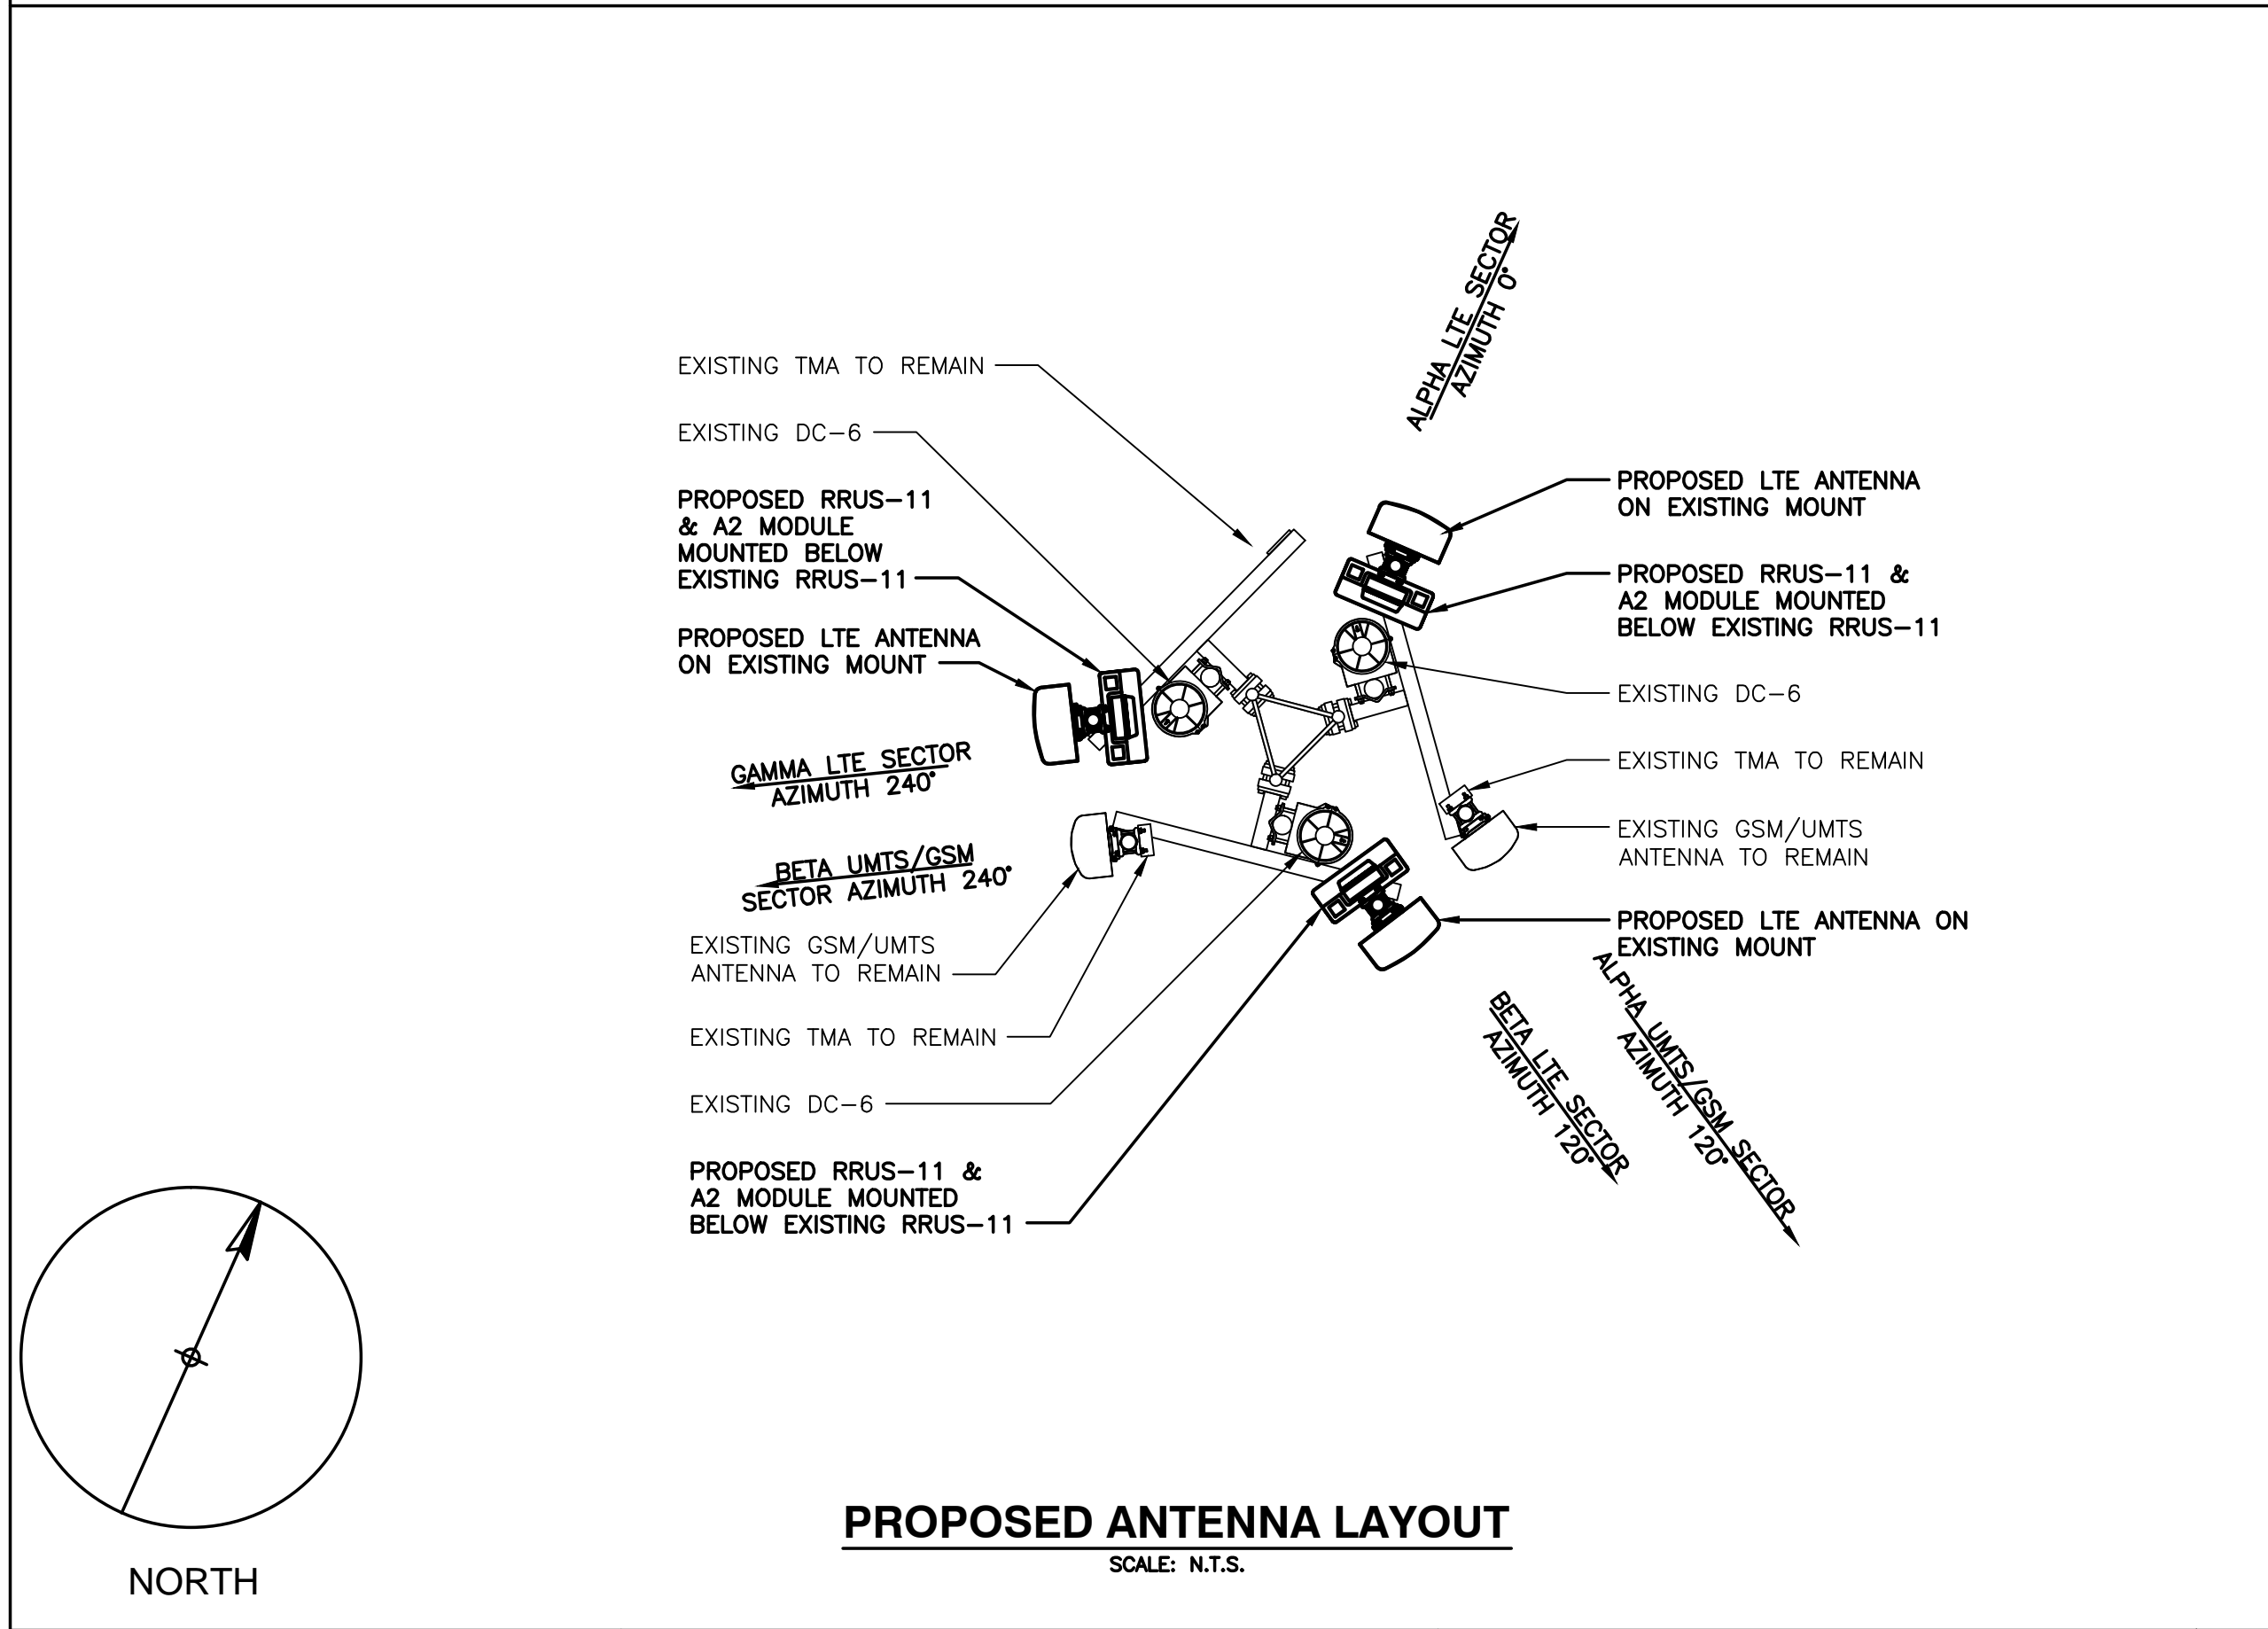 ALPHA LTE SECTOR
AZIMUTH 0°
EXISTING TMA TO REMAIN
EXISTING DC-6
PROPOSED RRUS-11
& A2 MODULE
MOUNTED BELOW
EXISTING RRUS-11
PROPOSED LTE ANTENNA
ON EXISTING MOUNT
GAMMA LTE SECTOR
AZIMUTH 240°
BETA UMTS/GSM
SECTOR AZIMUTH 240°
EXISTING GSM/UMTS
ANTENNA TO REMAIN
EXISTING TMA TO REMAIN
EXISTING DC-6
PROPOSED RRUS-11 &
A2 MODULE MOUNTED
BELOW EXISTING RRUS-11
PROPOSED LTE ANTENNA
ON EXISTING MOUNT
PROPOSED RRUS-11 &
A2 MODULE MOUNTED
BELOW EXISTING RRUS-11
EXISTING DC-6
EXISTING TMA TO REMAIN
EXISTING GSM/UMTS
ANTENNA TO REMAIN
PROPOSED LTE ANTENNA ON
EXISTING MOUNT
BETA LTE SECTOR
AZIMUTH 120°
ALPHA UMTS/GSM SECTOR
AZIMUTH 120°
NORTH
PROPOSED ANTENNA LAYOUT
SCALE: N.T.S.